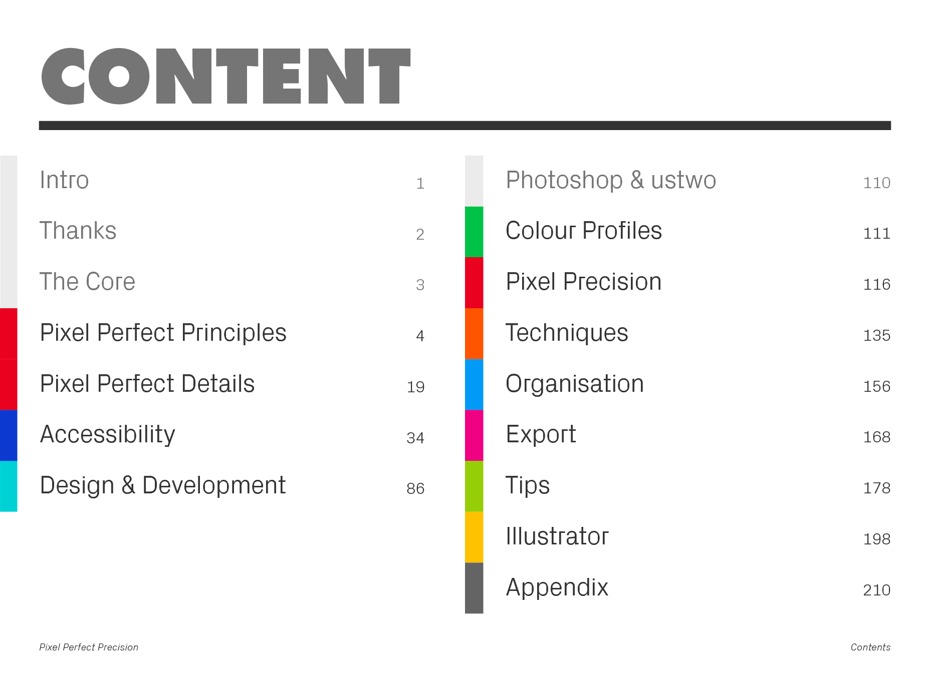 CONTENT
Intro 1
Thanks 2
The Core 3
Pixel Perfect Principles 4
Pixel Perfect Details 19
Accessibility 34
Design & Development 86
Photoshop & ustwo 110
Colour Profiles 111
Pixel Precision 116
Techniques 135
Organisation 156
Export 168
Tips 178
Illustrator 198
Appendix 210
Pixel Perfect Precision
Contents